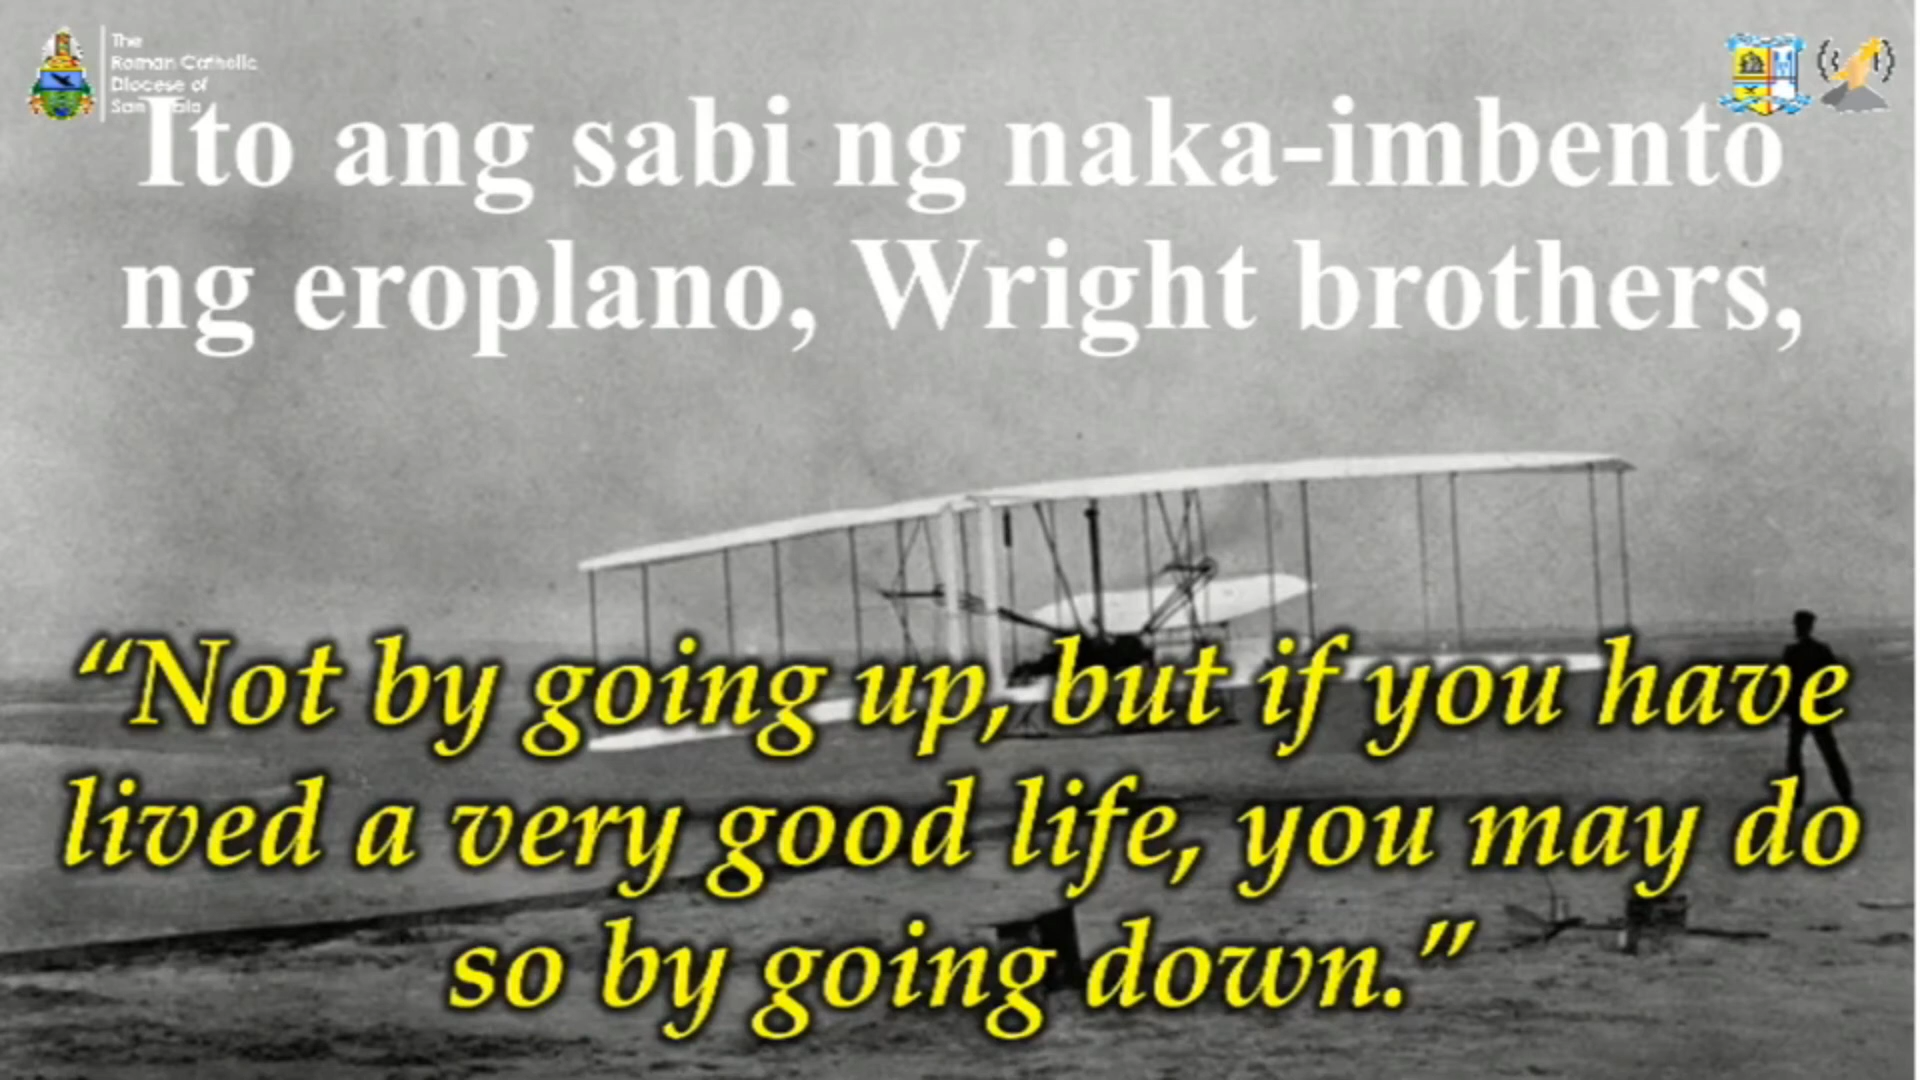 The
Roman Catholic
Diocese of
San
Ito ang sabi ng naka-imbento
ng eroplano, Wright brothers,
“Not by going up, but if you have
lived a very good life, you may do
so by going down.”